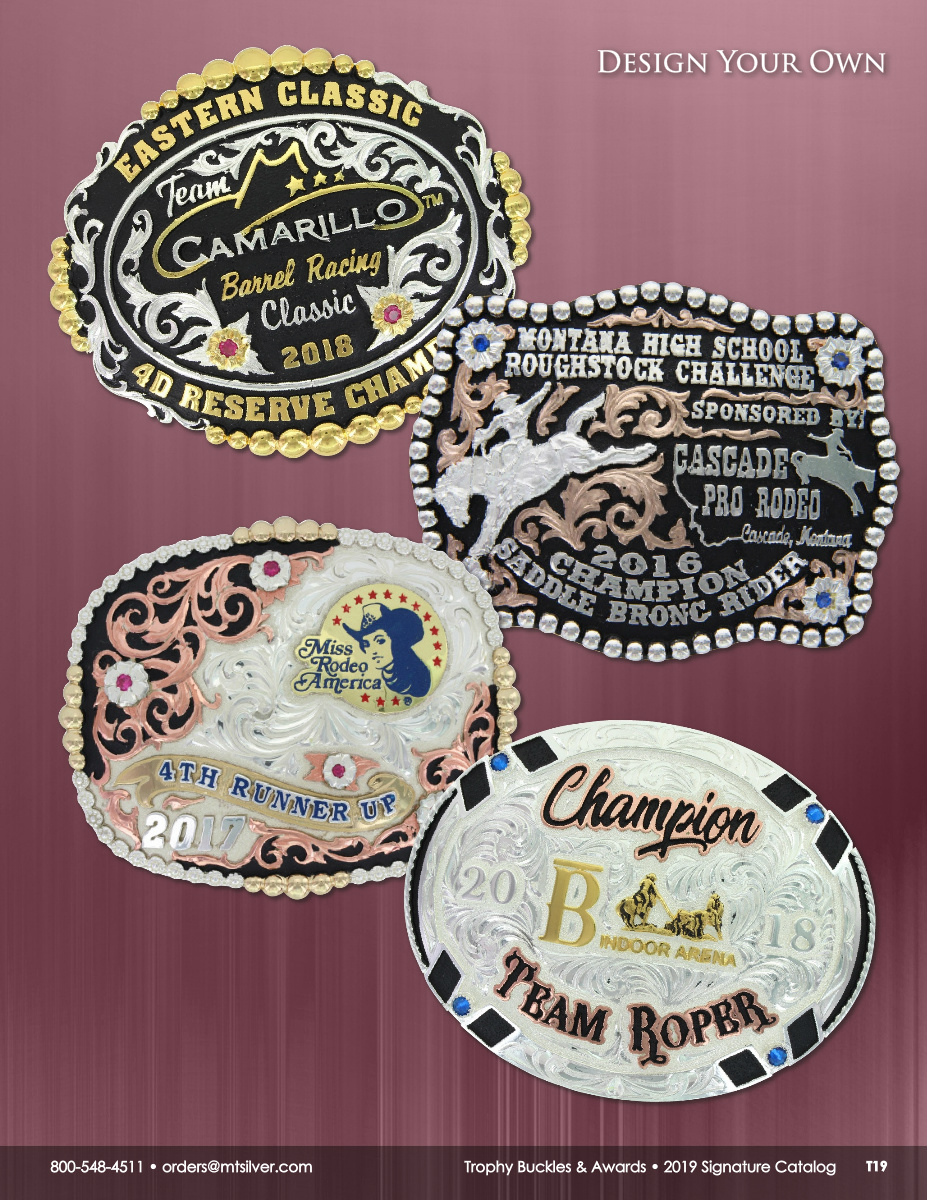 Design Your Own
EASTERN CLASSIC
Team
CAMARILLO™
Barrel Racing
Classic
2018
4D RESERVE CHAMP
MONTANA HIGH SCHOOL
ROUGHSTOCK CHALLENGE
SPONSORED BY:
CASCADE
PRO RODEO
Cascade, Montana
2016
CHAMPION
SADDLE BRONC RIDER
Miss
Rodeo
America
4TH RUNNER UP
2017
Champion
20 B 18
INDOOR ARENA
TEAM ROPER
800-548-4511 • orders@mtsilver.com Trophy Buckles & Awards • 2019 Signature Catalog T19